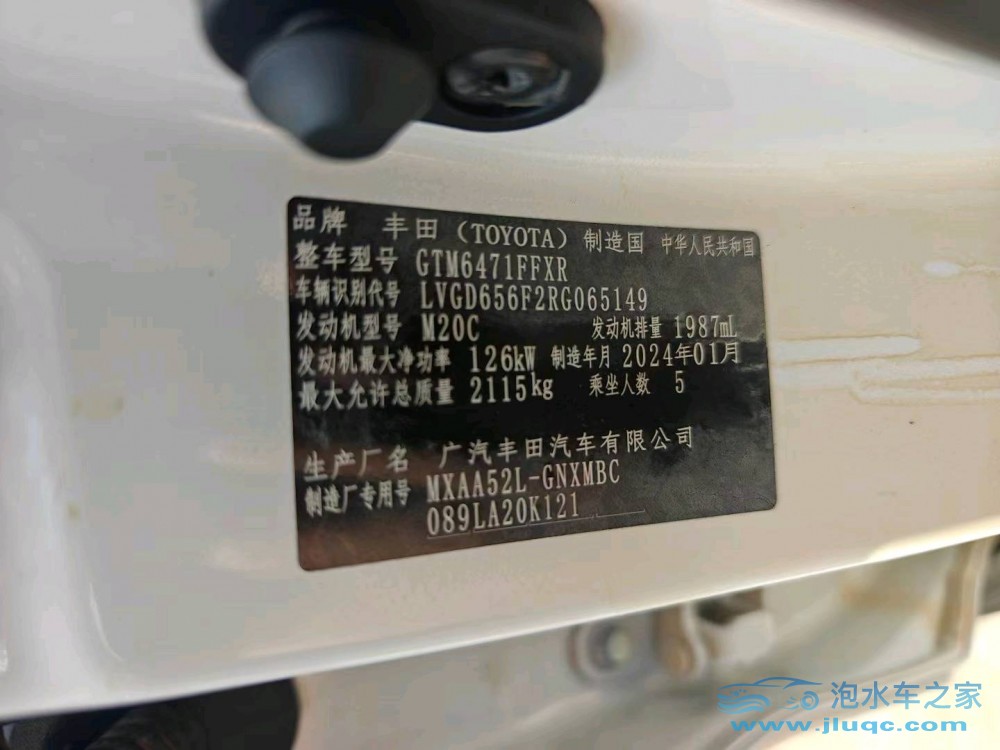 品牌 丰田（TOYOTA） 制造国 中华人民共和国
整车型号 GTM6471FFXR
车辆识别代号 LVGD656F2RG065149
发动机型号 M20C 发动机排量 1987mL
发动机最大净功率 126kW 制造年月 2024年01月
最大允许总质量 2115kg 乘坐人数 5
生产厂名 广汽丰田汽车有限公司
制造厂专用号 MXAA52L-GNXMBC
089LA20K121
泡水车之家
www.jluqc.com